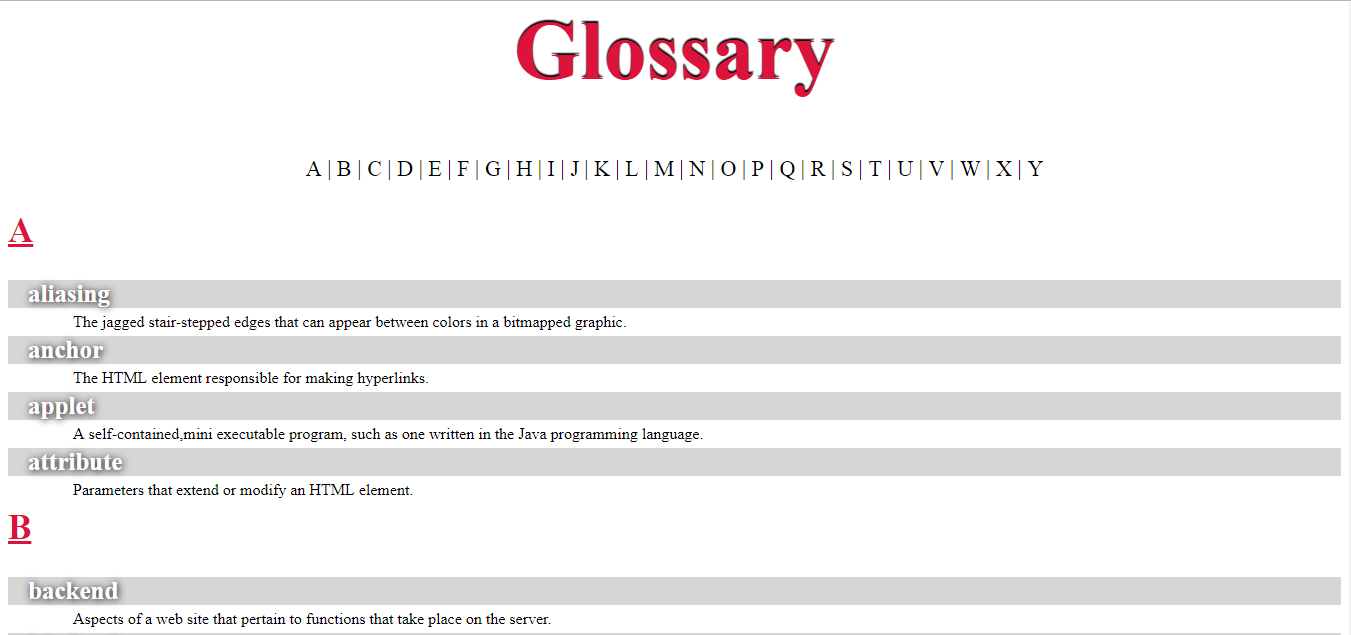 Glossary
A | B | C | D | E | F | G | H | I | J | K | L | M | N | O | P | Q | R | S | T | U | V | W | X | Y
A
aliasing
The jagged stair-stepped edges that can appear between colors in a bitmapped graphic.
anchor
The HTML element responsible for making hyperlinks.
applet
A self-contained,mini executable program, such as one written in the Java programming language.
attribute
Parameters that extend or modify an HTML element.
B
backend
Aspects of a web site that pertain to functions that take place on the server.